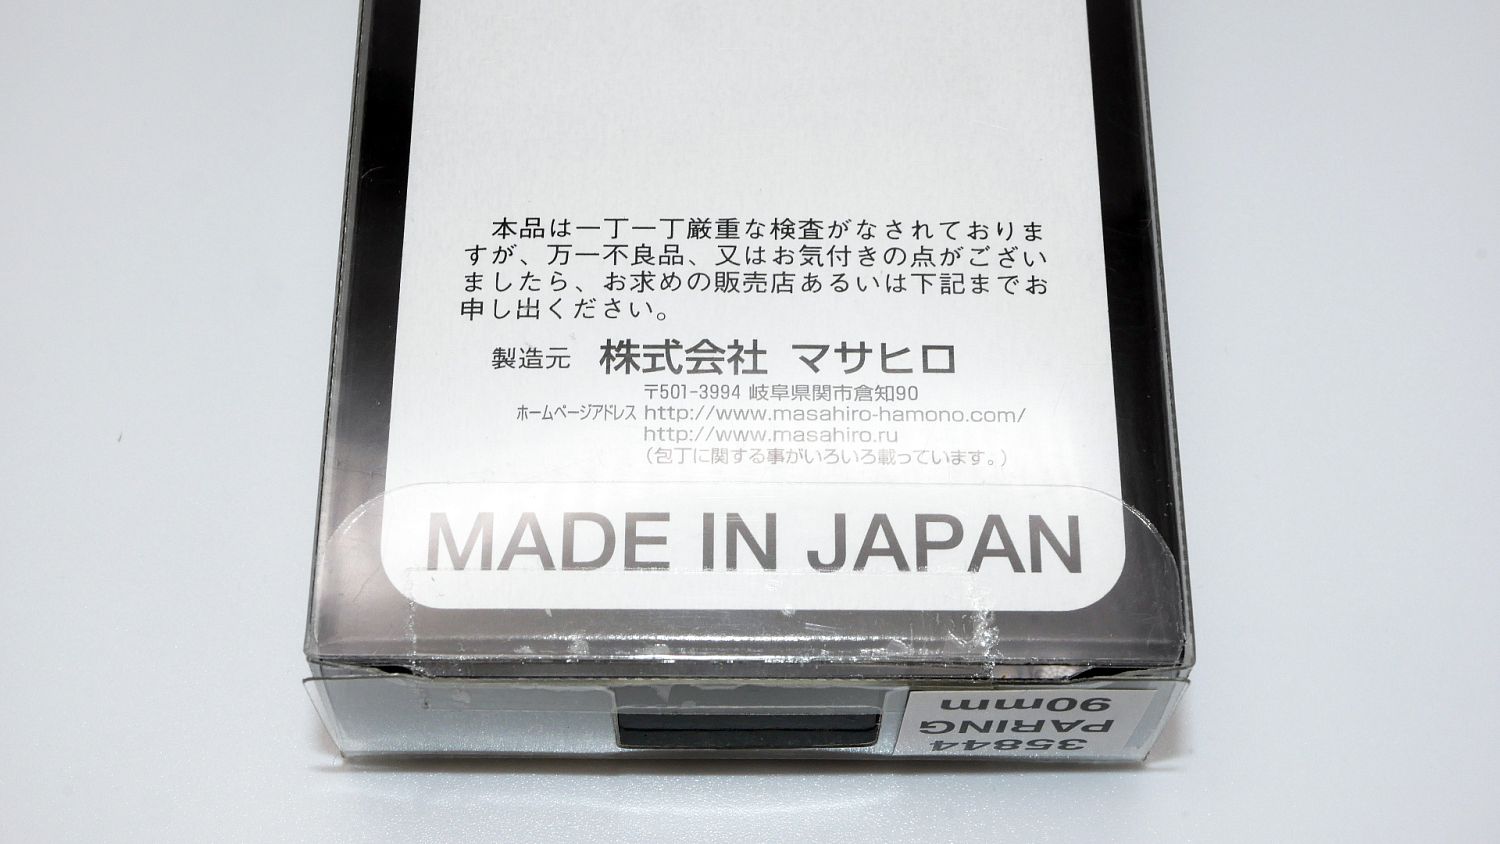 本品は一丁一丁厳重な検査がなされておりま
すが、万一不良品、又はお気付きの点がござい
ましたら、お求めの販売店あるいは下記までお
申し出ください。
製造元 株式会社 マサヒロ
〒501-3994 岐阜県関市倉知90
ホームページアドレス http://www.masahiro-hamono.com/
http://www.masahiro.ru
(包丁に関する事がいろいろ載っています。)
MADE IN JAPAN
35844
PARING
90mm